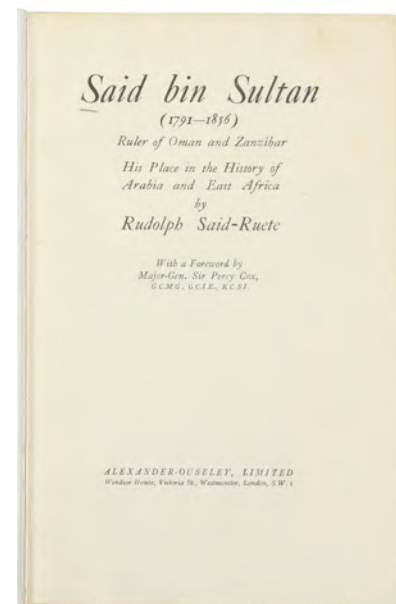 Said bin Sultan
(1791—1856)
Ruler of Oman and Zanzibar
His Place in the History of
Arabia and East Africa
by
Rudolph Said-Ruete
With a Foreword by
Major-Gen. Sir Percy Cox,
G.C.M.G., G.C.I.E., K.C.S.I.
ALEXANDER-OUSELEY, LIMITED
Windsor House, Victoria St., Westminster, London, S.W. 1